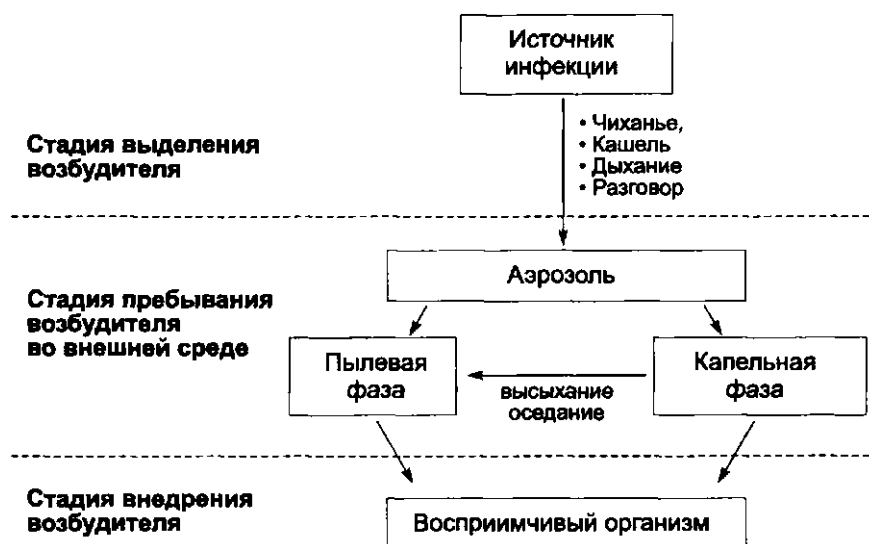 Источник
инфекции
• Чиханье,
• Кашель
• Дыхание
• Разговор
Стадия выделения
возбудителя
Аэрозоль
Стадия пребывания
возбудителя
во внешней среде
Пылевая
фаза
высыхание
оседание
Капельная
фаза
Стадия внедрения
возбудителя
Восприимчивый организм